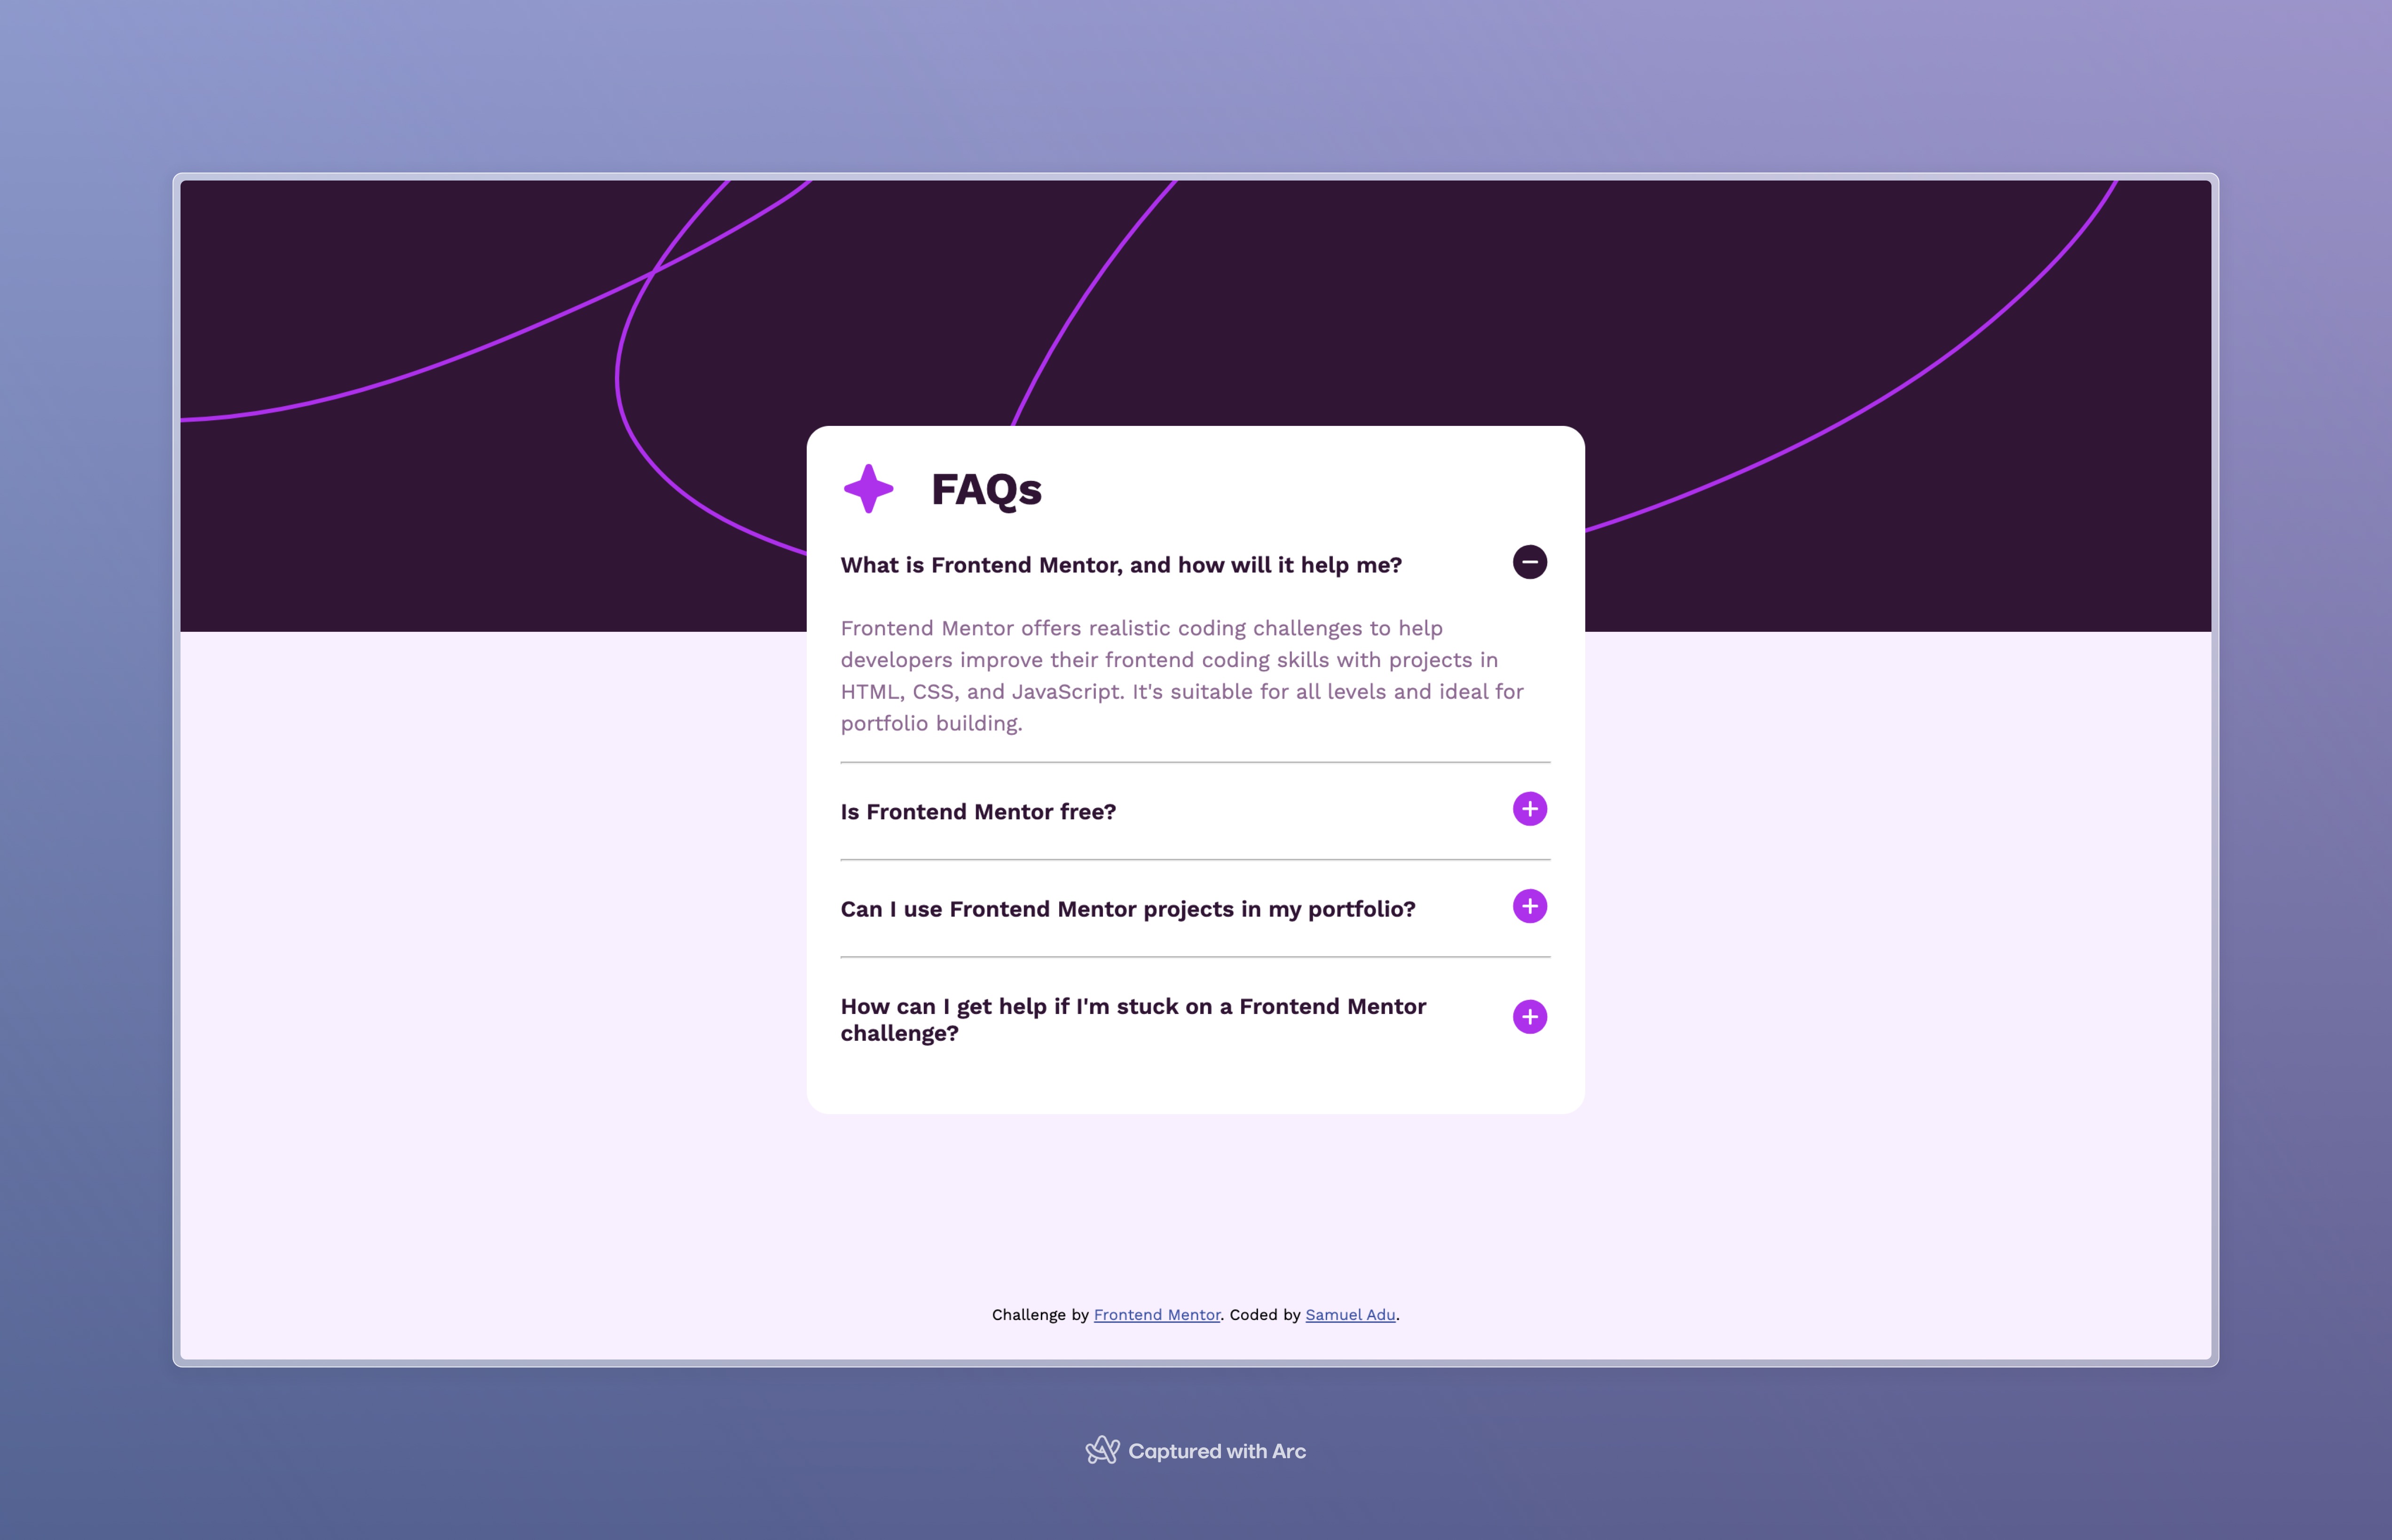 FAQs
What is Frontend Mentor, and how will it help me?
Frontend Mentor offers realistic coding challenges to help
developers improve their frontend coding skills with projects in
HTML, CSS, and JavaScript. It's suitable for all levels and ideal for
portfolio building.
Is Frontend Mentor free?
Can I use Frontend Mentor projects in my portfolio?
How can I get help if I'm stuck on a Frontend Mentor
challenge?
Challenge by Frontend Mentor. Coded by Samuel Adu.
Captured with Arc